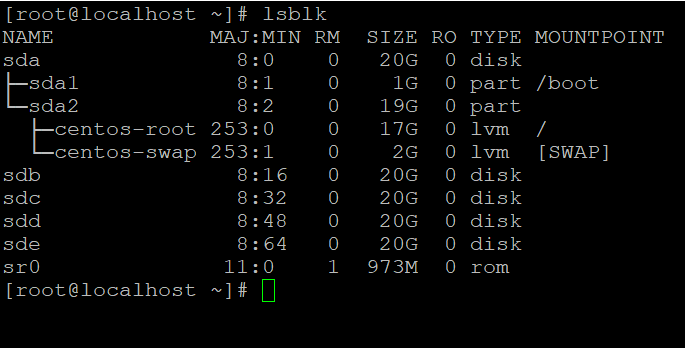 [root@localhost ~]# lsblk
NAME            MAJ:MIN RM  SIZE RO TYPE MOUNTPOINT
sda               8:0    0   20G  0 disk
├─sda1            8:1    0    1G  0 part /boot
└─sda2            8:2    0   19G  0 part
  ├─centos-root 253:0    0   17G  0 lvm  /
  └─centos-swap 253:1    0    2G  0 lvm  [SWAP]
sdb               8:16   0   20G  0 disk
sdc               8:32   0   20G  0 disk
sdd               8:48   0   20G  0 disk
sde               8:64   0   20G  0 disk
sr0              11:0    1  973M  0 rom
[root@localhost ~]#